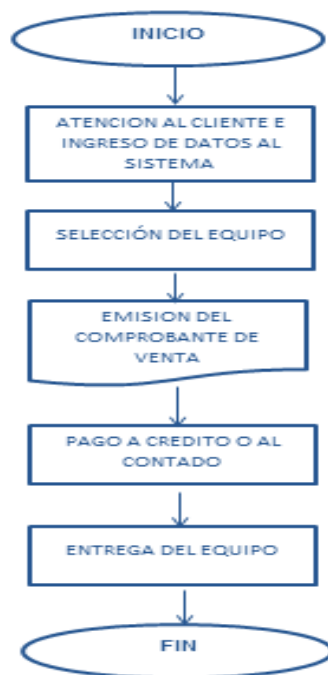 INICIO
ATENCION AL CLIENTE E
INGRESO DE DATOS AL
SISTEMA
SELECCIÓN DEL EQUIPO
EMISION DEL
COMPROBANTE DE
VENTA
PAGO A CREDITO O AL
CONTADO
ENTREGA DEL EQUIPO
FIN